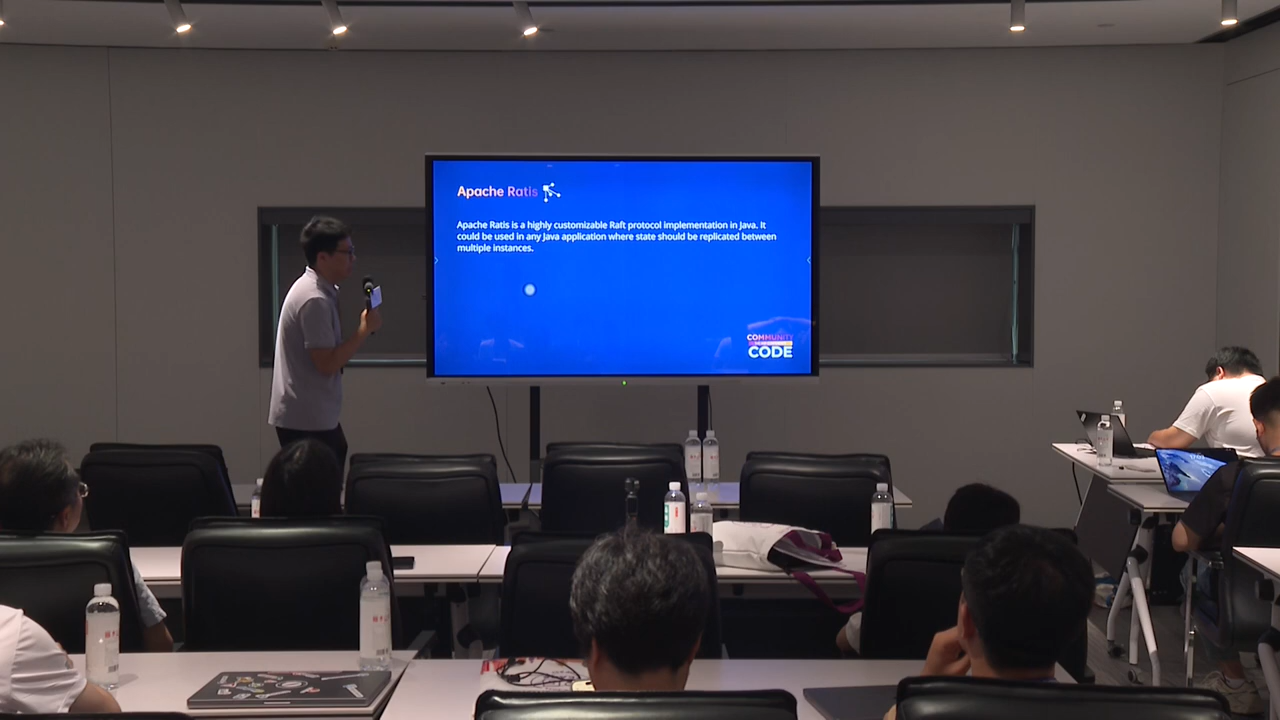 Apache Ratis
Apache Ratis is a highly customizable Raft protocol implementation in Java. It
could be used in any Java application where state should be replicated between
multiple instances.
COMMUNITY
CODE